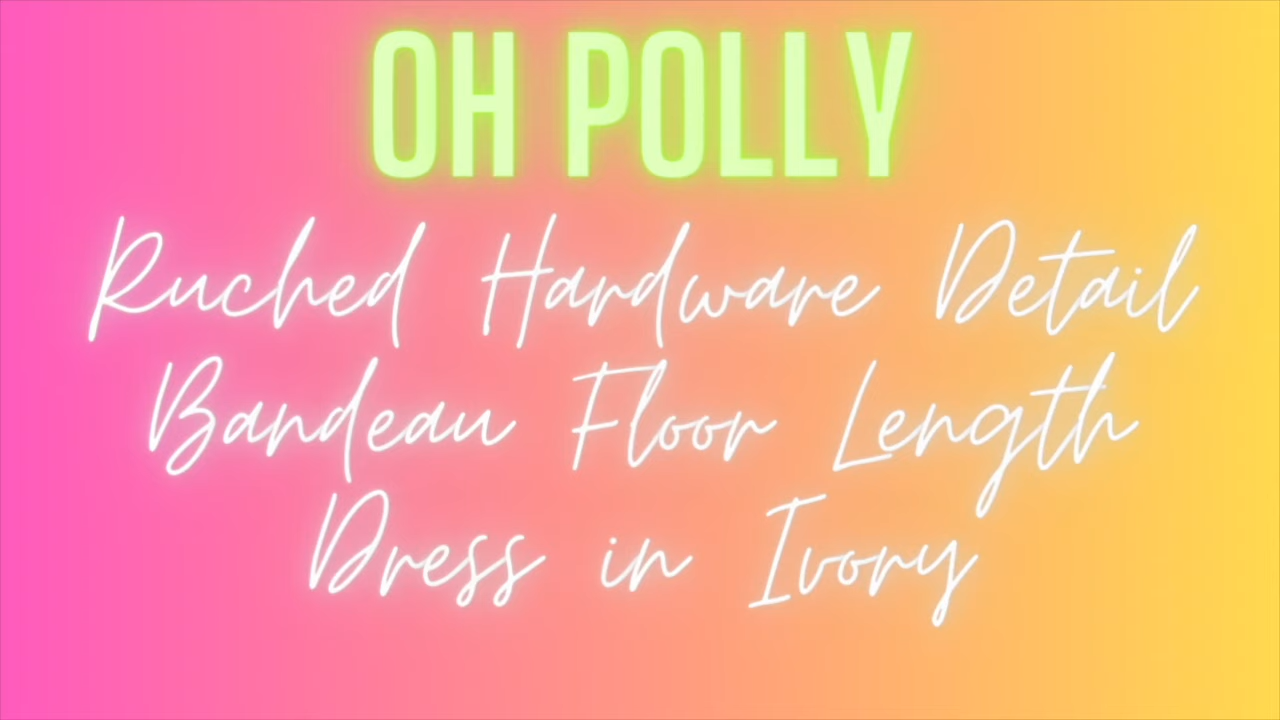 OH POLLY
Ruched Hardware Detail
Bandeau Floor Length
Dress in Ivory